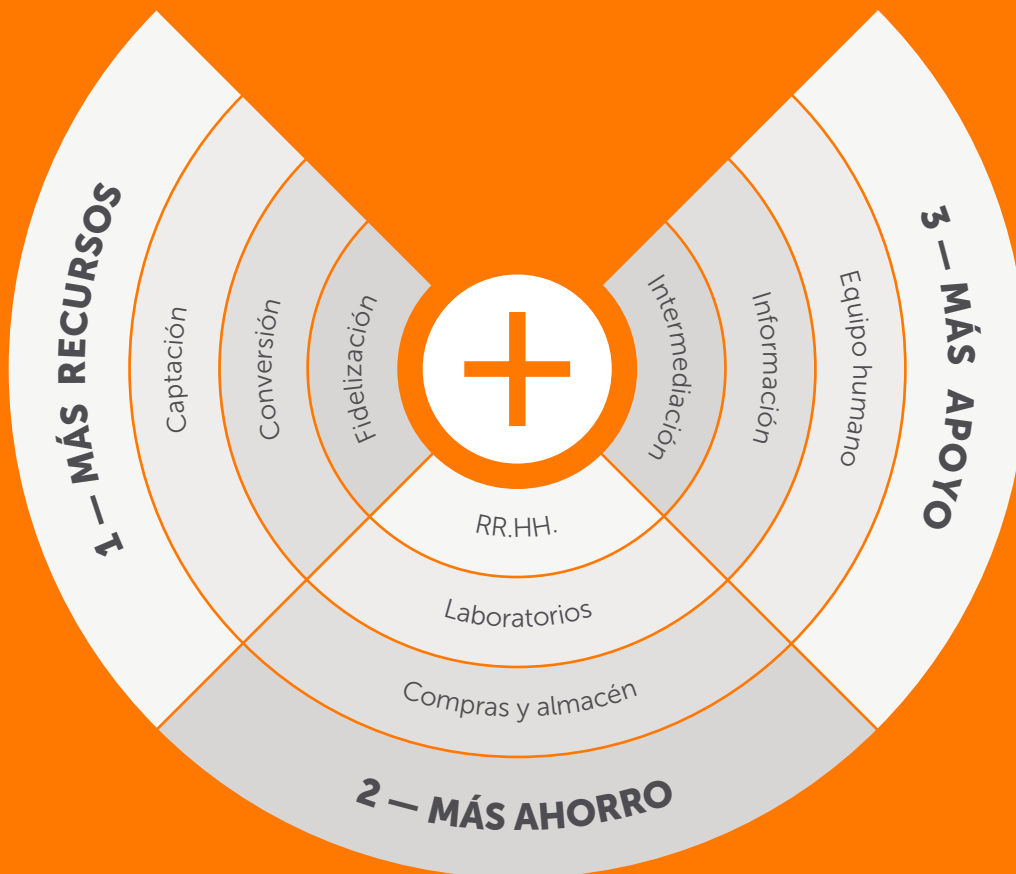 1 — MÁS RECURSOS
Captación
Conversión
Fidelización
2 — MÁS AHORRO
Compras y almacén
Laboratorios
RR.HH.
3 — MÁS APOYO
Equipo humano
Información
Intermediación